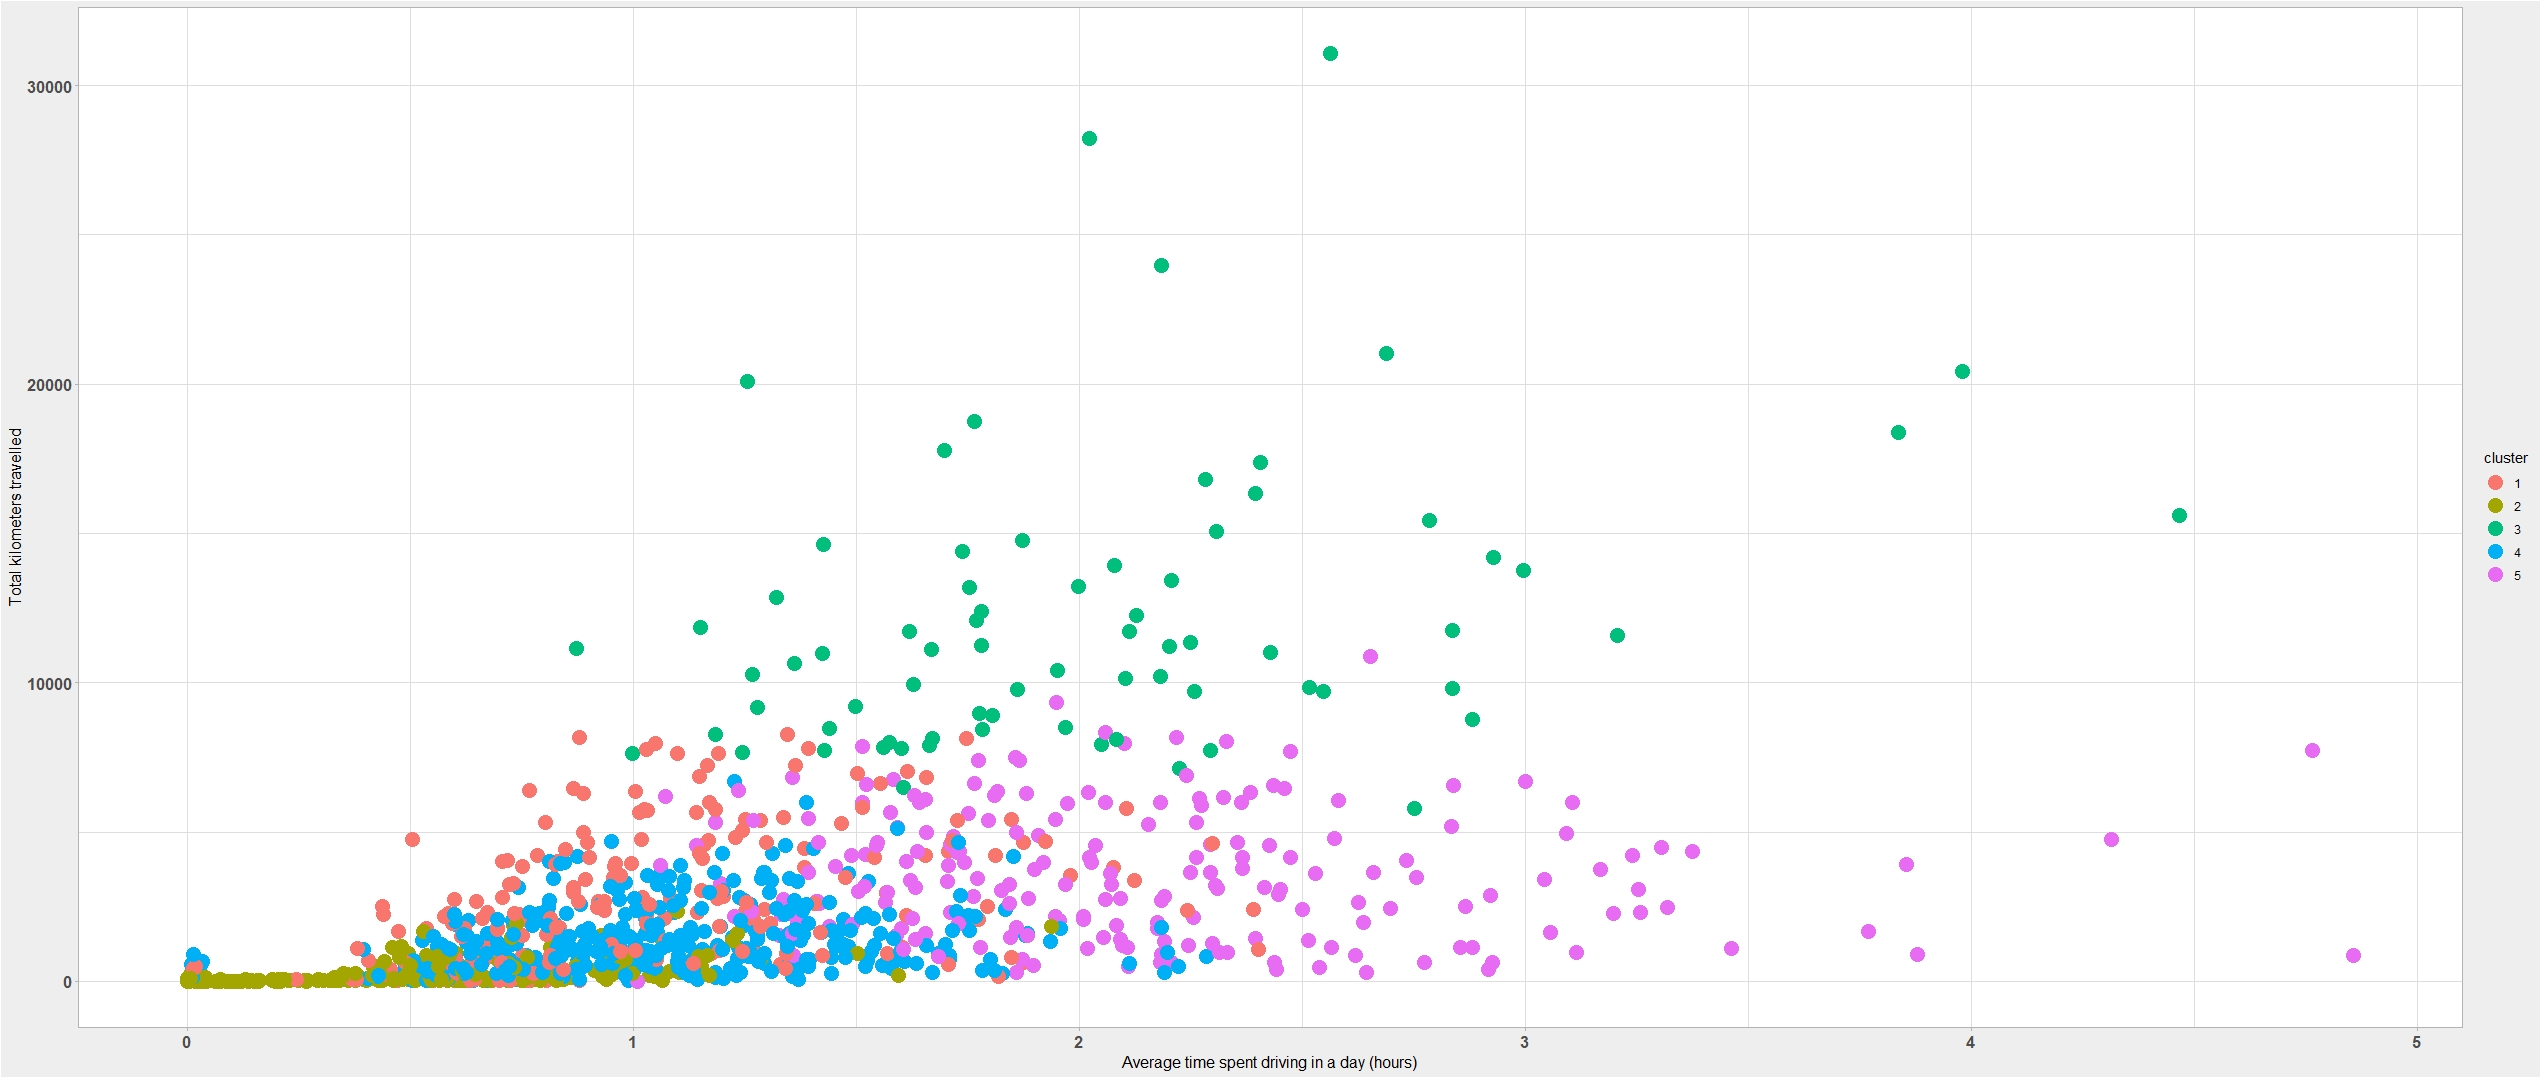 30000
20000
10000
0
Total kilometers travelled
0 1 2 3 4 5
Average time spent driving in a day (hours)
cluster
1
2
3
4
5